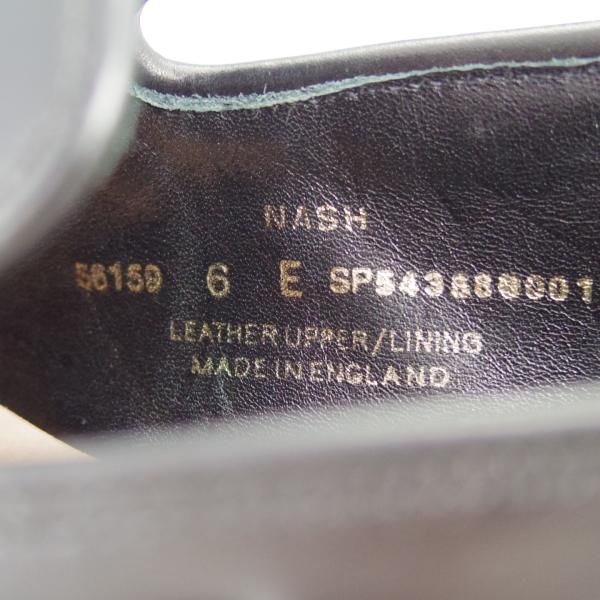 NASH
56159 6 E
LEATHER UPPER/LINING
MADE IN ENGLAND